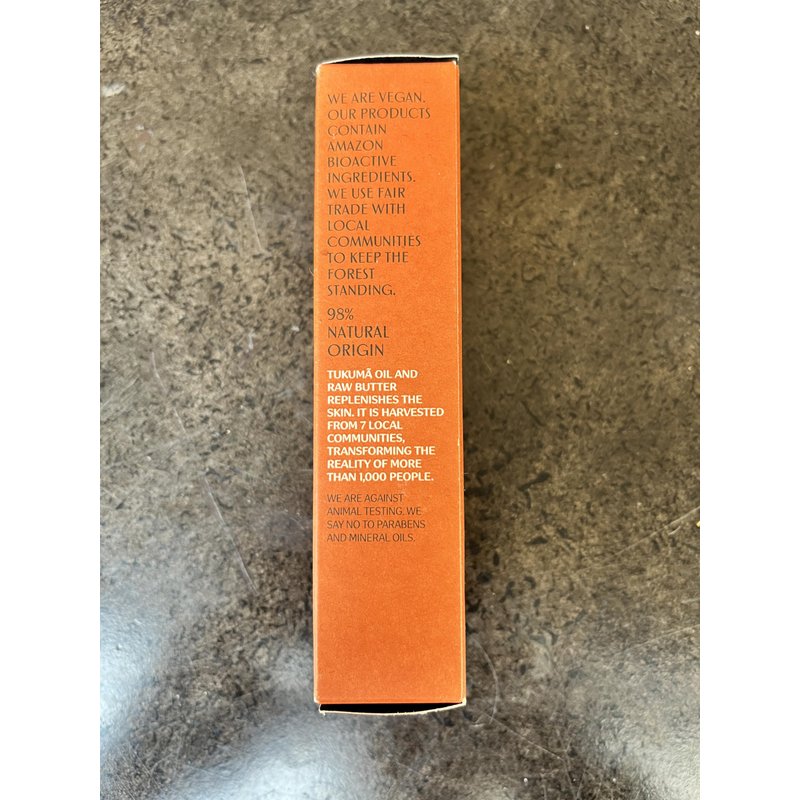 WE ARE VEGAN.
OUR PRODUCTS
CONTAIN
AMAZON
BIOACTIVE
INGREDIENTS.
WE USE FAIR
TRADE WITH
LOCAL
COMMUNITIES
TO KEEP THE
FOREST
STANDING.
98%
NATURAL
ORIGIN
TUKUMÃ OIL AND
RAW BUTTER
REPLENISHES THE
SKIN. IT IS HARVESTED
FROM 7 LOCAL
COMMUNITIES,
TRANSFORMING THE
REALITY OF MORE
THAN 1,000 PEOPLE.
WE ARE AGAINST
ANIMAL TESTING. WE
SAY NO TO PARABENS
AND MINERAL OILS.